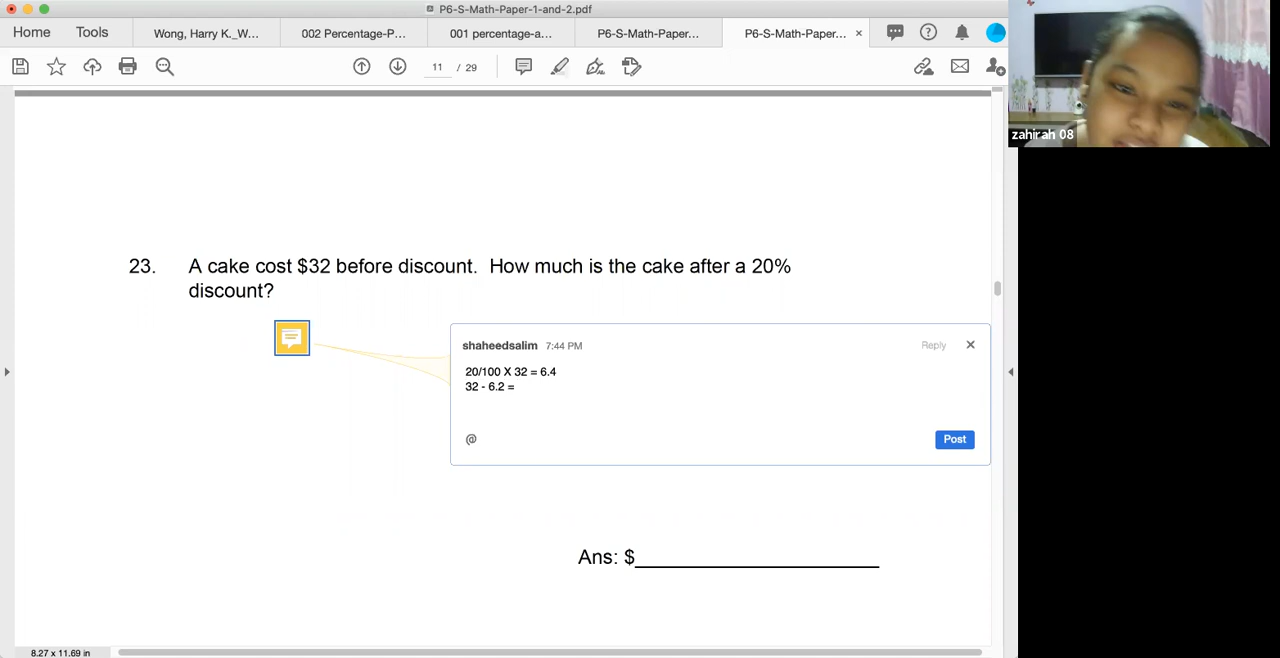 P6-S-Math-Paper-1-and-2.pdf
Home
Tools
Wong, Harry K._W...
002 Percentage-P...
001 percentage-a...
P6-S-Math-Paper...
P6-S-Math-Paper... ×
11 / 29
zahirah 08
23. A cake cost $32 before discount. How much is the cake after a 20%
discount?
shaheedsalim 7:44 PM
Reply
20/100 X 32 = 6.4
32 - 6.2 =
@
Post
Ans: $
8.27 x 11.69 in